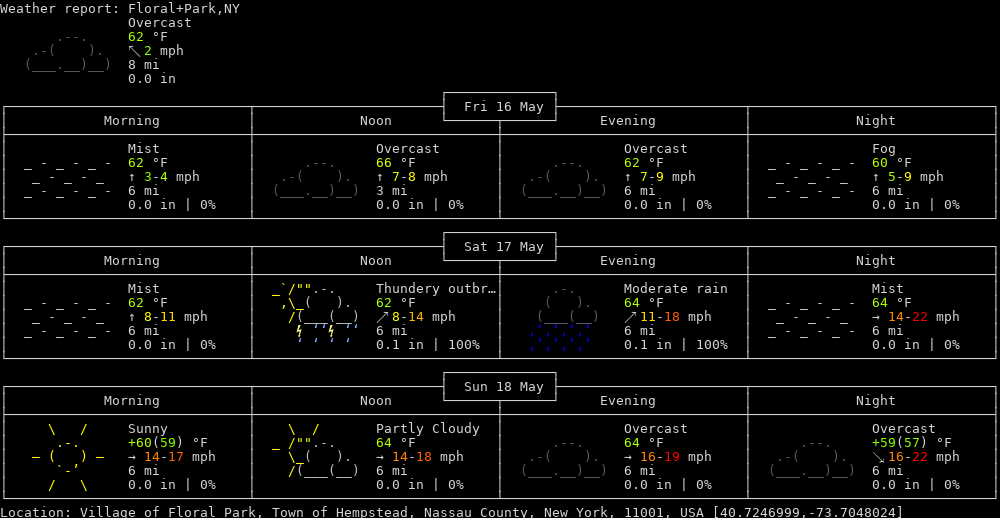 Weather report: Floral+Park,NY
Overcast
62 °F
↖ 2 mph
8 mi
0.0 in
Fri 16 May
Morning Noon Evening Night
Mist Overcast Overcast Fog
62 °F 66 °F 62 °F 60 °F
↑ 3-4 mph ↑ 7-8 mph ↑ 7-9 mph ↑ 5-9 mph
6 mi 3 mi 6 mi 6 mi
0.0 in | 0% 0.0 in | 0% 0.0 in | 0% 0.0 in | 0%
Sat 17 May
Morning Noon Evening Night
Mist Thundery outbr… Moderate rain Mist
62 °F 62 °F 64 °F 64 °F
↑ 8-11 mph ↗ 8-14 mph ↗ 11-18 mph → 14-22 mph
6 mi 6 mi 6 mi 6 mi
0.0 in | 0% 0.1 in | 100% 0.1 in | 100% 0.0 in | 0%
Sun 18 May
Morning Noon Evening Night
Sunny Partly Cloudy Overcast Overcast
+60(59) °F 64 °F 64 °F +59(57) °F
→ 14-17 mph → 14-18 mph → 16-19 mph ↘ 16-22 mph
6 mi 6 mi 6 mi 6 mi
0.0 in | 0% 0.0 in | 0% 0.0 in | 0% 0.0 in | 0%
Location: Village of Floral Park, Town of Hempstead, Nassau County, New York, 11001, USA [40.7246999,-73.7048024]